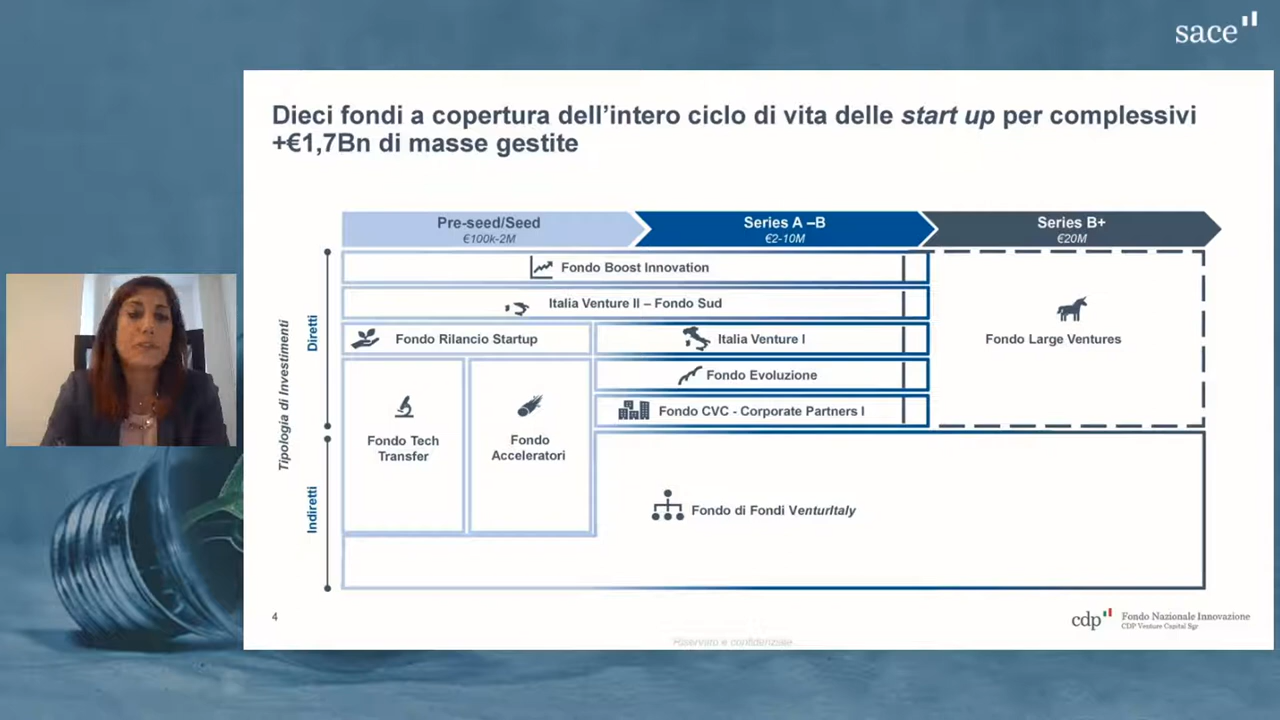 sace
Dieci fondi a copertura dell’intero ciclo di vita delle start up per complessivi
+€1,7Bn di masse gestite
Pre-seed/Seed
€100k-2M
Series A –B
€2-10M
Series B+
€20M
Tipologia di Investimenti
Diretti
Indiretti
Fondo Boost Innovation
Italia Venture II – Fondo Sud
Fondo Rilancio Startup
Italia Venture I
Fondo Evoluzione
Fondo CVC - Corporate Partners I
Fondo Large Ventures
Fondo Tech
Transfer
Fondo
Acceleratori
Fondo di Fondi VenturItaly
4
cdp
Fondo Nazionale Innovazione
CDP Venture Capital Sgr
Riservato e confidenziale